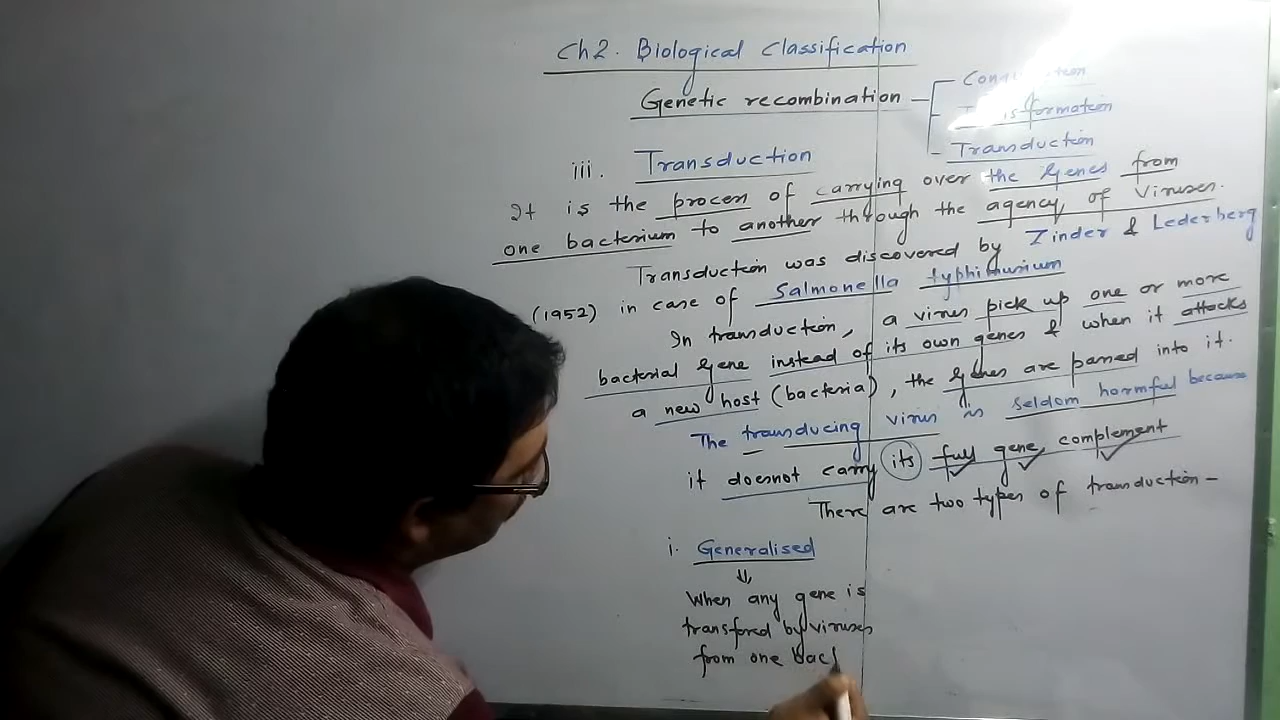 Ch2. Biological Classification
Genetic recombination
Transformation
Transduction
iii. Transduction
It is the process of carrying over the Genes from
one bacterium to another through the agency of Viruses.
Transduction was discovered by Zinder & Lederberg
(1952) in case of Salmonella typhimurium
In transduction, a virus pick up one or more
bacterial Gene instead of its own genes & when it attacks
a new host (bacteria), the Genes are passed into it.
The transducing virus is seldom harmful because
it doesnot carry its full gene complement
There are two types of transduction -
i. Generalised
When any gene is
transfered by viruses
from one bact